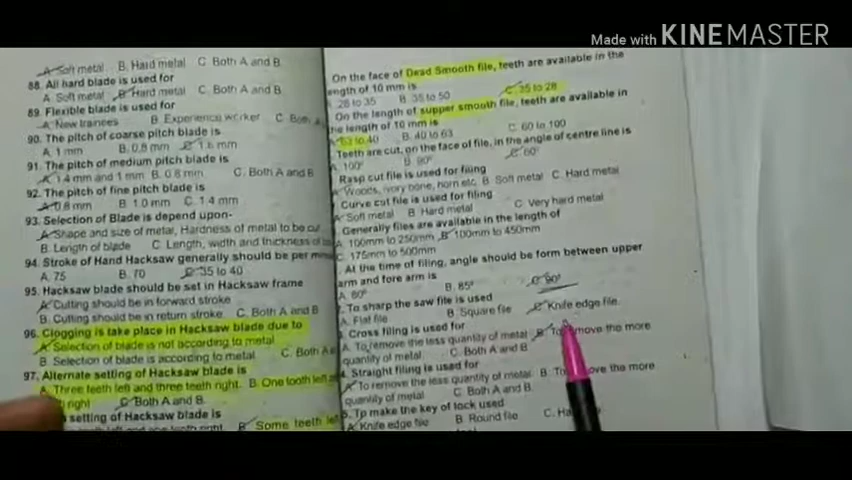 Made with KINEMASTER
A. Soft metal B. Hard metal C. Both A and B
88. All hard blade is used for
A. Soft metal B. Hard metal C. Both A and B
89. Flexible blade is used for
A. New trainees B. Experience worker C. Both A
90. The pitch of coarse pitch blade is
A. 1 mm B. 0.8 mm C. 1.6 mm
91. The pitch of medium pitch blade is
A. 1.4 mm and 1 mm B. 0.8 mm C. Both A and B
92. The pitch of fine pitch blade is
A. 0.8 mm B. 1.0 mm C. 1.4 mm
93. Selection of Blade is depend upon-
A. Shape and size of metal, Hardness of metal to be cu
B. Length of blade C. Length, width and thickness of
94. Stroke of Hand Hacksaw generally should be per min
A. 75 B. 70 C. 35 to 40
95. Hacksaw blade should be set in Hacksaw frame
A. Cutting should be in forward stroke
B. Cutting should be in return stroke C. Both A and B
96. Clogging is take place in Hacksaw blade due to
A. Selection of blade is not according to metal
B. Selection of blade is according to metal C. Both A
97. Alternate setting of Hacksaw blade is
A. Three teeth left and three teeth right. B. One tooth left
right C. Both A and B.
setting of Hacksaw blade is
B. Some teeth lef
On the face of Dead Smooth file, teeth are available in the
length of 10 mm is
A. 28 to 35 B. 35 to 50 C. 35 to 28
On the length of supper smooth file, teeth are available in
the length of 10 mm is
A. 63 to 40 B. 40 to 63 C. 60 to 100
Teeth are cut, on the face of file, in the angle of centre line is
A. 100° B. 90° C. 60°
Rasp cut file is used for filing
A. Woods, ivory bone, horn etc B. Soft metal C. Hard metal
Curve cut file is used for filing
A. Soft metal B. Hard metal C. Very hard metal
Generally files are available in the length of
A. 100mm to 250mm B. 100mm to 450mm
C. 175mm to 500mm
At the time of filing, angle should be form between upper
arm and fore arm is
A. 80° B. 85° C. 90°
To sharp the saw file is used
A. Flat file B. Square file C. Knife edge file.
Cross filing is used for
A. To remove the less quantity of metal B. To move the more
quantity of metal C. Both A and B
Straight filing is used for
A. To remove the less quantity of metal B. To move the more
quantity of metal C. Both A and B.
To make the key of lock used
A. Knife edge file B. Round file C. Ha